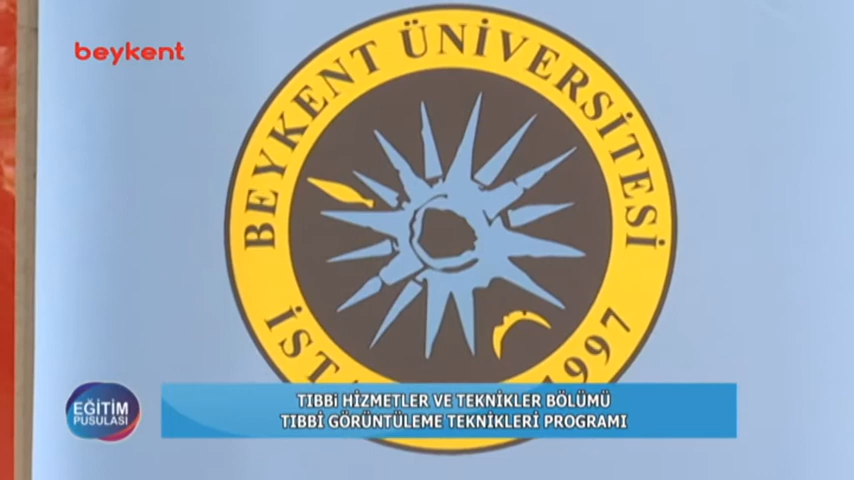 beykent
BEYKENT ÜNİVERSİTESİ
1997
EĞİTİM
PUSULASI
TIBBi HİZMETLER VE TEKNİKLER BÖLÜMÜ
TIBBİ GÖRÜNTÜLEME TEKNİKLERİ PROGRAMI